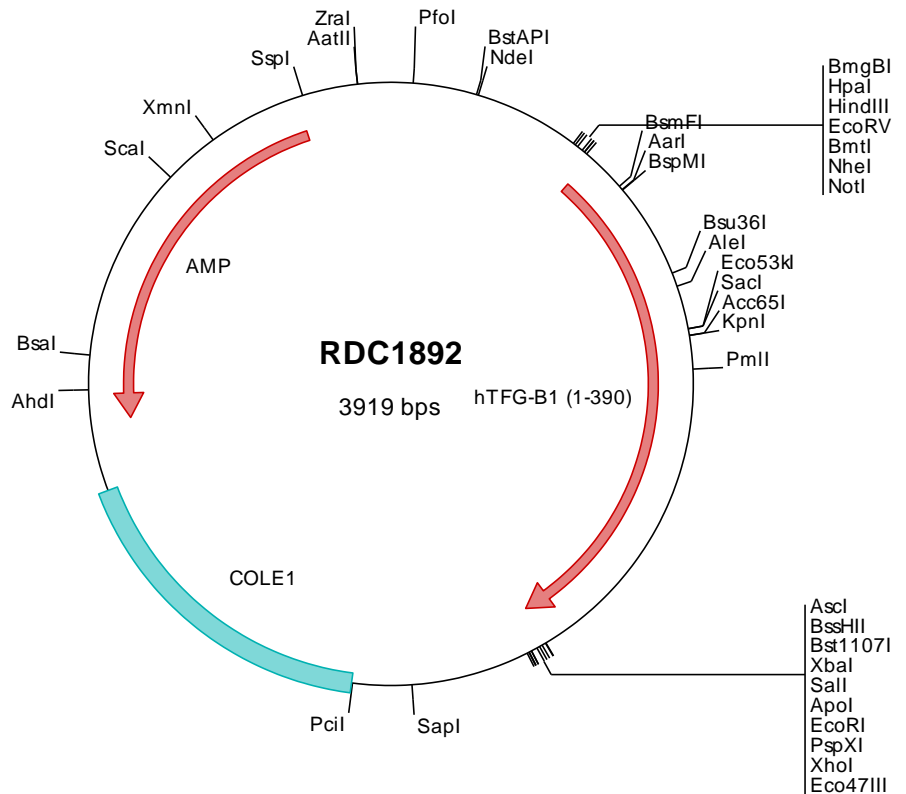 ZraI
AatII
PfoI
BstAPI
NdeI
SspI
XmnI
ScaI
BsaI
AhdI
BmgBI
HpaI
HindIII
EcoRV
BmtI
NheI
NotI
BsmFI
AarI
BspMI
Bsu36I
AleI
Eco53kI
SacI
Acc65I
KpnI
PmlI
AMP
RDC1892
3919 bps
hTFG-B1 (1-390)
COLE1
PciI
SapI
AscI
BssHII
Bst1107I
XbaI
SalI
ApoI
EcoRI
PspXI
XhoI
Eco47III